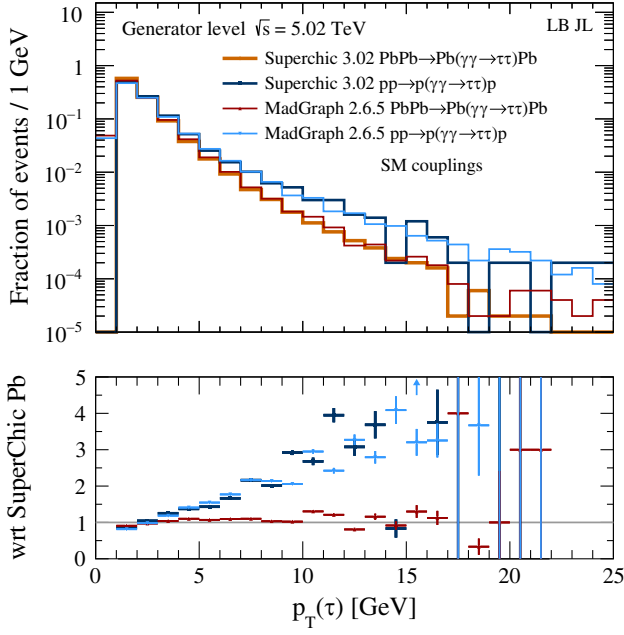 Generator level √s = 5.02 TeV
LB JL
Superchic 3.02 PbPb→Pb(γγ→ττ)Pb
Superchic 3.02 pp→p(γγ→ττ)p
MadGraph 2.6.5 PbPb→Pb(γγ→ττ)Pb
MadGraph 2.6.5 pp→p(γγ→ττ)p
SM couplings
Fraction of events / 1 GeV
1
10⁻¹
10⁻²
10⁻³
10⁻⁴
10⁻⁵
wrt SuperChic Pb
5
4
3
2
1
0
0 5 10 15 20 25
p_T(τ) [GeV]